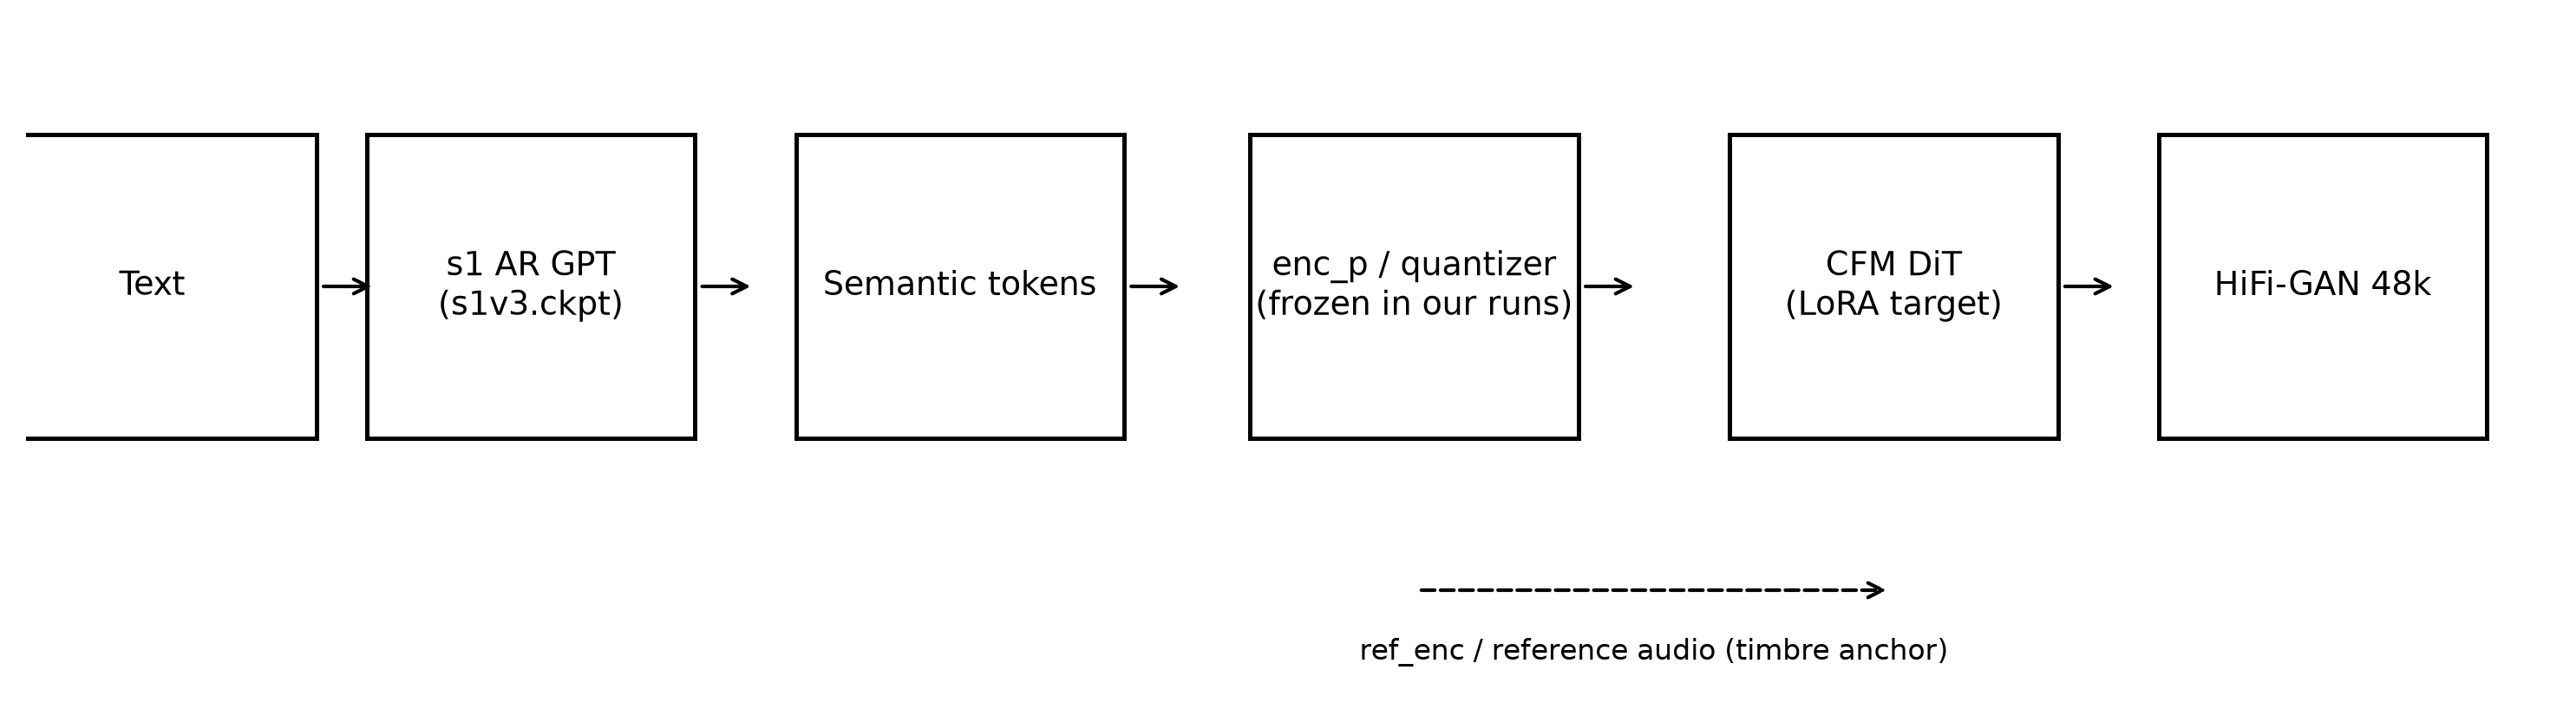 Text
s1 AR GPT
(s1v3.ckpt)
Semantic tokens
enc_p / quantizer
(frozen in our runs)
CFM DiT
(LoRA target)
HiFi-GAN 48k
ref_enc / reference audio (timbre anchor)